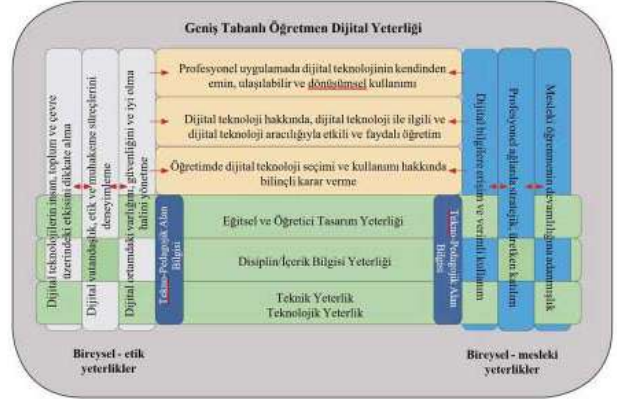 Geniş Tabanlı Öğretmen Dijital Yeterliği
Dijital teknolojilerin insan, toplum ve çevre
üzerindeki etkisini dikkate alma
Dijital vatandaşlık, etik ve muhakeme süreçlerini
deneyimleme
Dijital ortamdaki varlığını, güvenliğini ve iyi olma
halini yönetme
Profesyonel uygulamada dijital teknolojinin kendinden
emin, ulaşılabilir ve dönüşümsel kullanımı
Dijital teknoloji hakkında, dijital teknoloji ile ilgili ve
dijital teknoloji aracılığıyla etkili ve faydalı öğretim
Öğretimde dijital teknoloji seçimi ve kullanımı hakkında
bilinçli karar verme
Tekno-Pedagojik Alan
Bilgisi
Eğitsel ve Öğretici Tasarım Yeterliği
Disiplin/İçerik Bilgisi Yeterliği
Teknik Yeterlik
Teknolojik Yeterlik
Tekno-Pedagojik Alan
Bilgisi
Dijital bilgilere erişim ve verimli kullanım
Profesyonel ağlarda stratejik, üretken katılım
Mesleki öğrenmenin devamlılığına adanmışlık
Bireysel - etik
yeterlikler
Bireysel - mesleki
yeterlikler